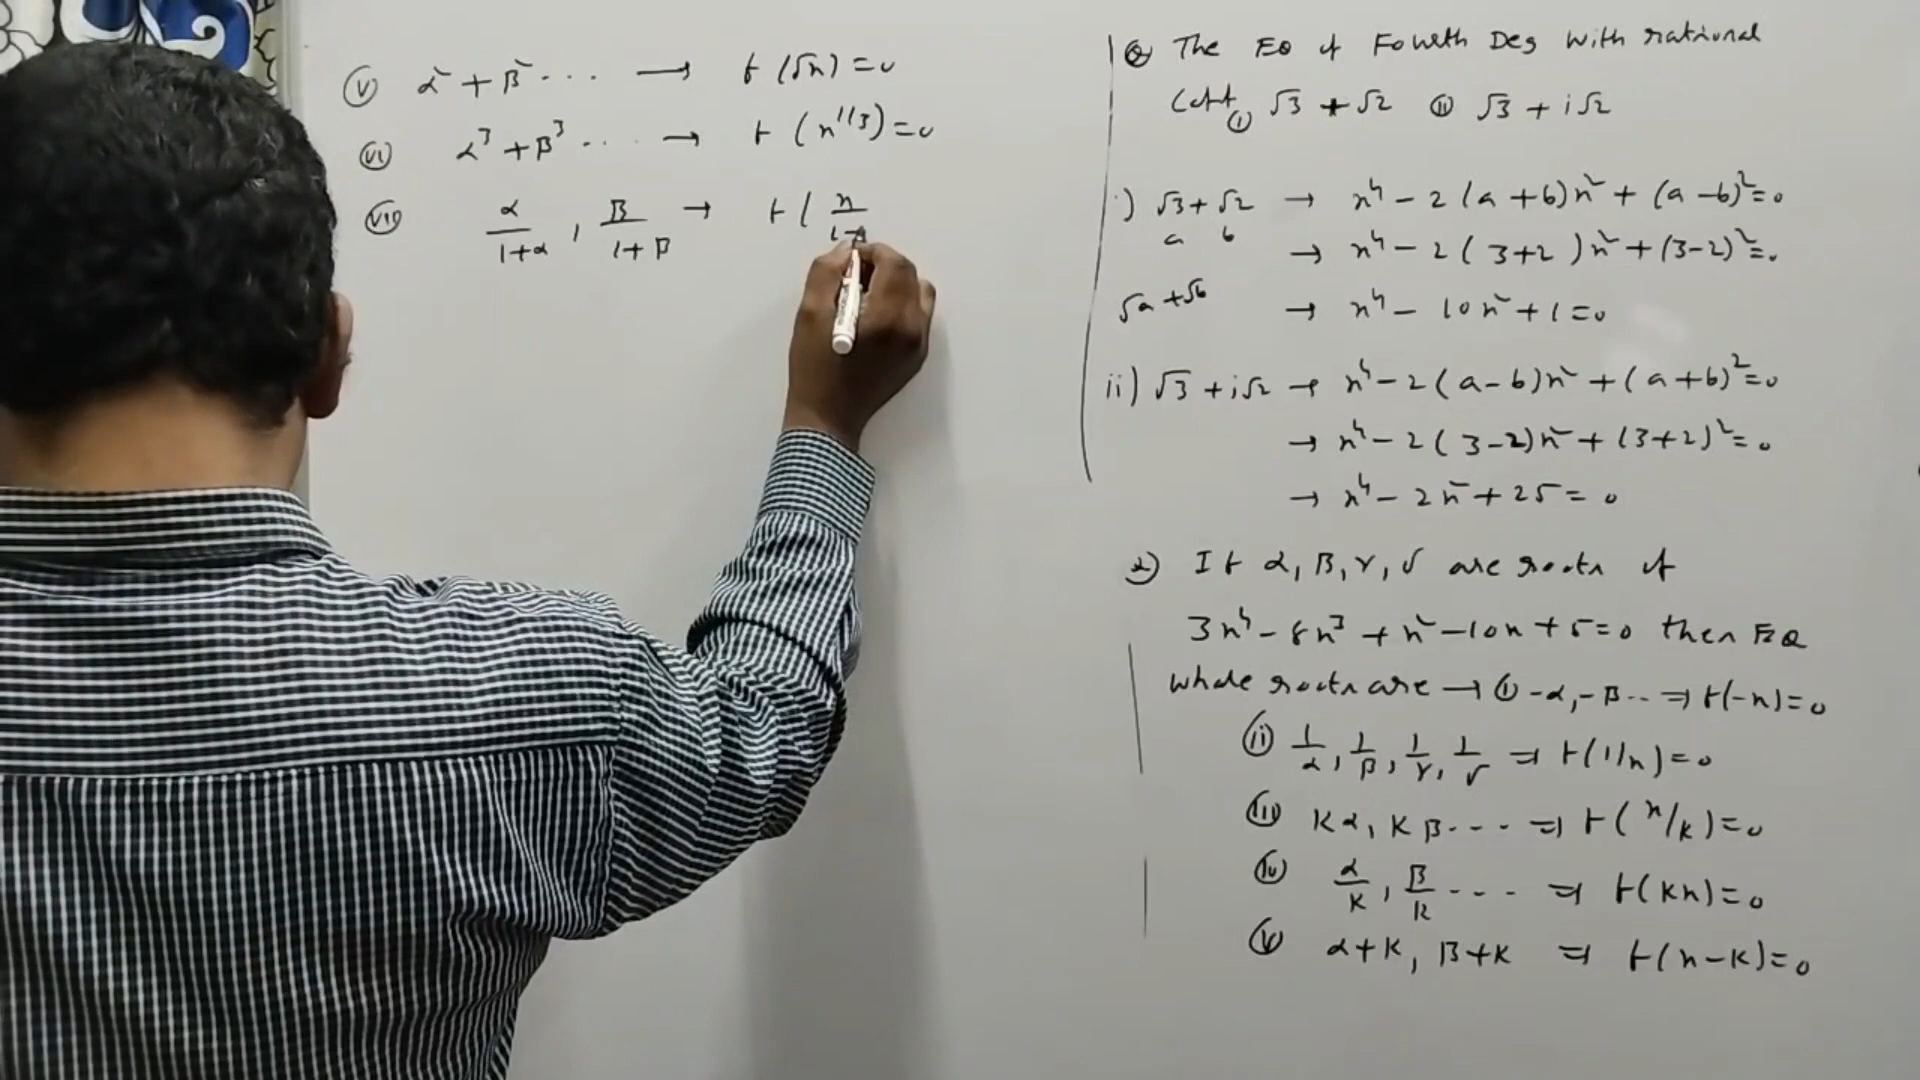 (v) α² + β² ... → f(√x) = 0
(vi) α³ + β³ ... → f(x^1/3) = 0
(vii) α/1+α , β/1+β → f(x/1-x
Q The EQ of Fourth Deg with rational
Coff (i) √3 + √2 (ii) √3 + i√2
i) √3 + √2 → x⁴ - 2(a+b)x² + (a-b)² = 0
a b → x⁴ - 2(3+2)x² + (3-2)² = 0
√a + √b → x⁴ - 10x² + 1 = 0
ii) √3 + i√2 → x⁴ - 2(a-b)x² + (a+b)² = 0
→ x⁴ - 2(3-2)x² + (3+2)² = 0
→ x⁴ - 2x² + 25 = 0
2) If α, β, γ, δ are roots of
3x⁴ - 8x³ + x² - 10x + 5 = 0 then EQ
whose roots are → (i) -α, -β .. ⇒ f(-x) = 0
(ii) 1/α, 1/β, 1/γ, 1/δ ⇒ f(1/x) = 0
(iii) Kα, Kβ .... ⇒ f(x/k) = 0
(iv) α/K, β/K .... ⇒ f(Kx) = 0
(v) α+K, β+K ⇒ f(x-K) = 0